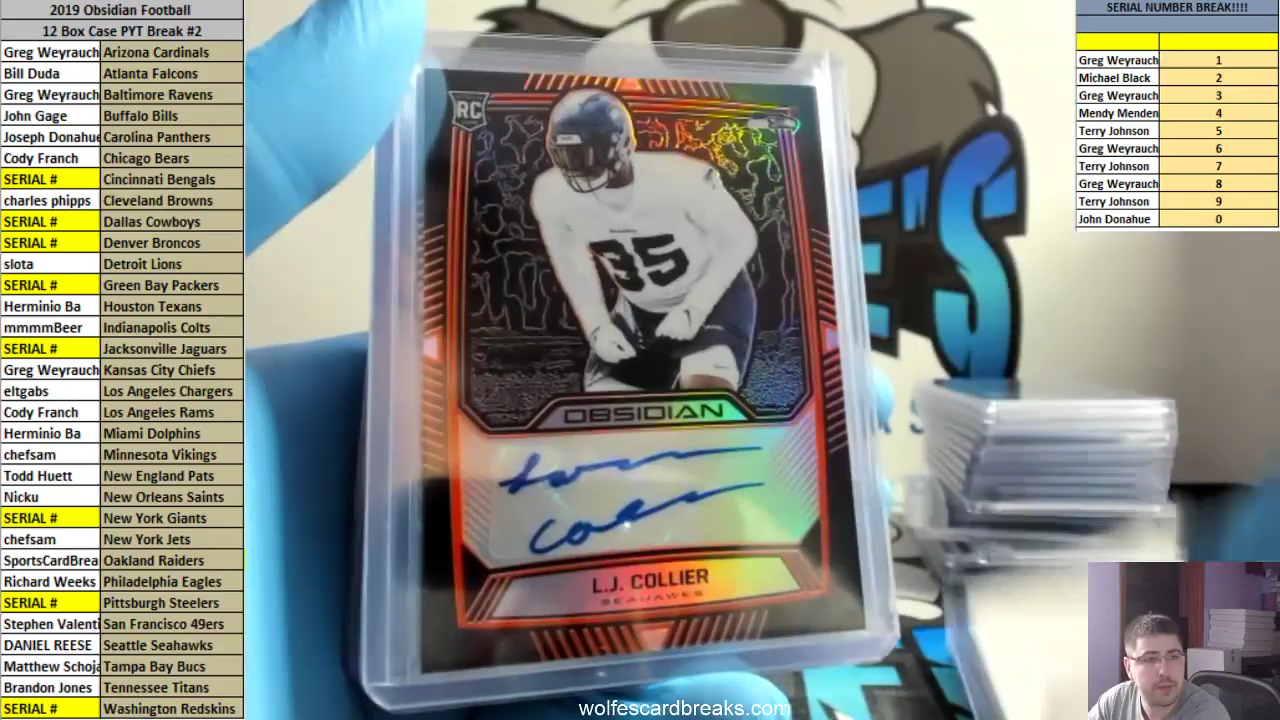 2019 Obsidian Football
12 Box Case PYT Break #2
Greg Weyrauch Arizona Cardinals
Bill Duda Atlanta Falcons
Greg Weyrauch Baltimore Ravens
John Gage Buffalo Bills
Joseph Donahue Carolina Panthers
Cody Franch Chicago Bears
SERIAL # Cincinnati Bengals
charles phipps Cleveland Browns
SERIAL # Dallas Cowboys
SERIAL # Denver Broncos
slota Detroit Lions
SERIAL # Green Bay Packers
Herminio Ba Houston Texans
mmmmBeer Indianapolis Colts
SERIAL # Jacksonville Jaguars
Greg Weyrauch Kansas City Chiefs
eltgabs Los Angeles Chargers
Cody Franch Los Angeles Rams
Herminio Ba Miami Dolphins
chefsam Minnesota Vikings
Todd Huett New England Pats
Nicku New Orleans Saints
SERIAL # New York Giants
chefsam New York Jets
SportsCardBrea Oakland Raiders
Richard Weeks Philadelphia Eagles
SERIAL # Pittsburgh Steelers
Stephen Valenti San Francisco 49ers
DANIEL REESE Seattle Seahawks
Matthew Schoja Tampa Bay Bucs
Brandon Jones Tennessee Titans
SERIAL # Washington Redskins
RC
95
OBSIDIAN
L.J. COLLIER
SEAHAWKS
E'S
wolfescardbreaks.com
SERIAL NUMBER BREAK!!!!
Greg Weyrauch 1
Michael Black 2
Greg Weyrauch 3
Mendy Menden 4
Terry Johnson 5
Greg Weyrauch 6
Terry Johnson 7
Greg Weyrauch 8
Terry Johnson 9
John Donahue 0